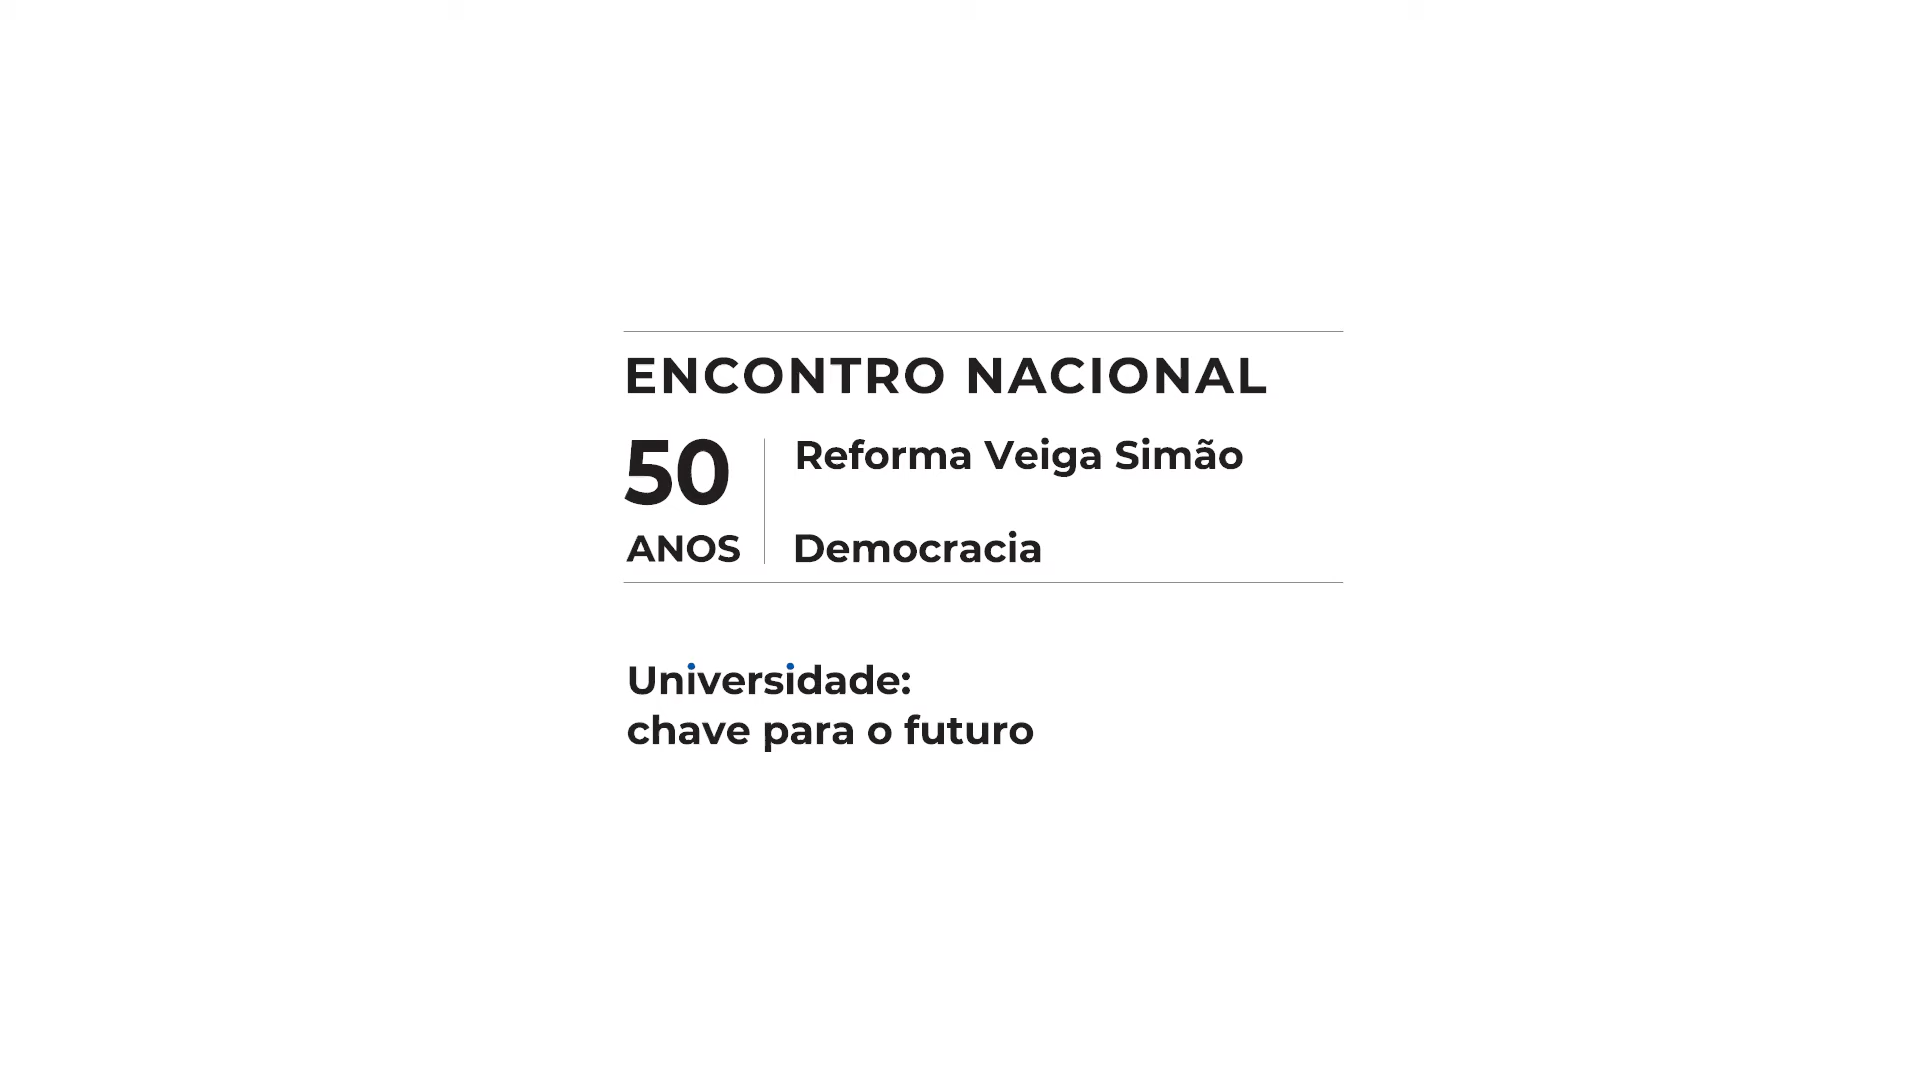 ENCONTRO NACIONAL
50
ANOS
Reforma Veiga Simão
Democracia
Universidade:
chave para o futuro